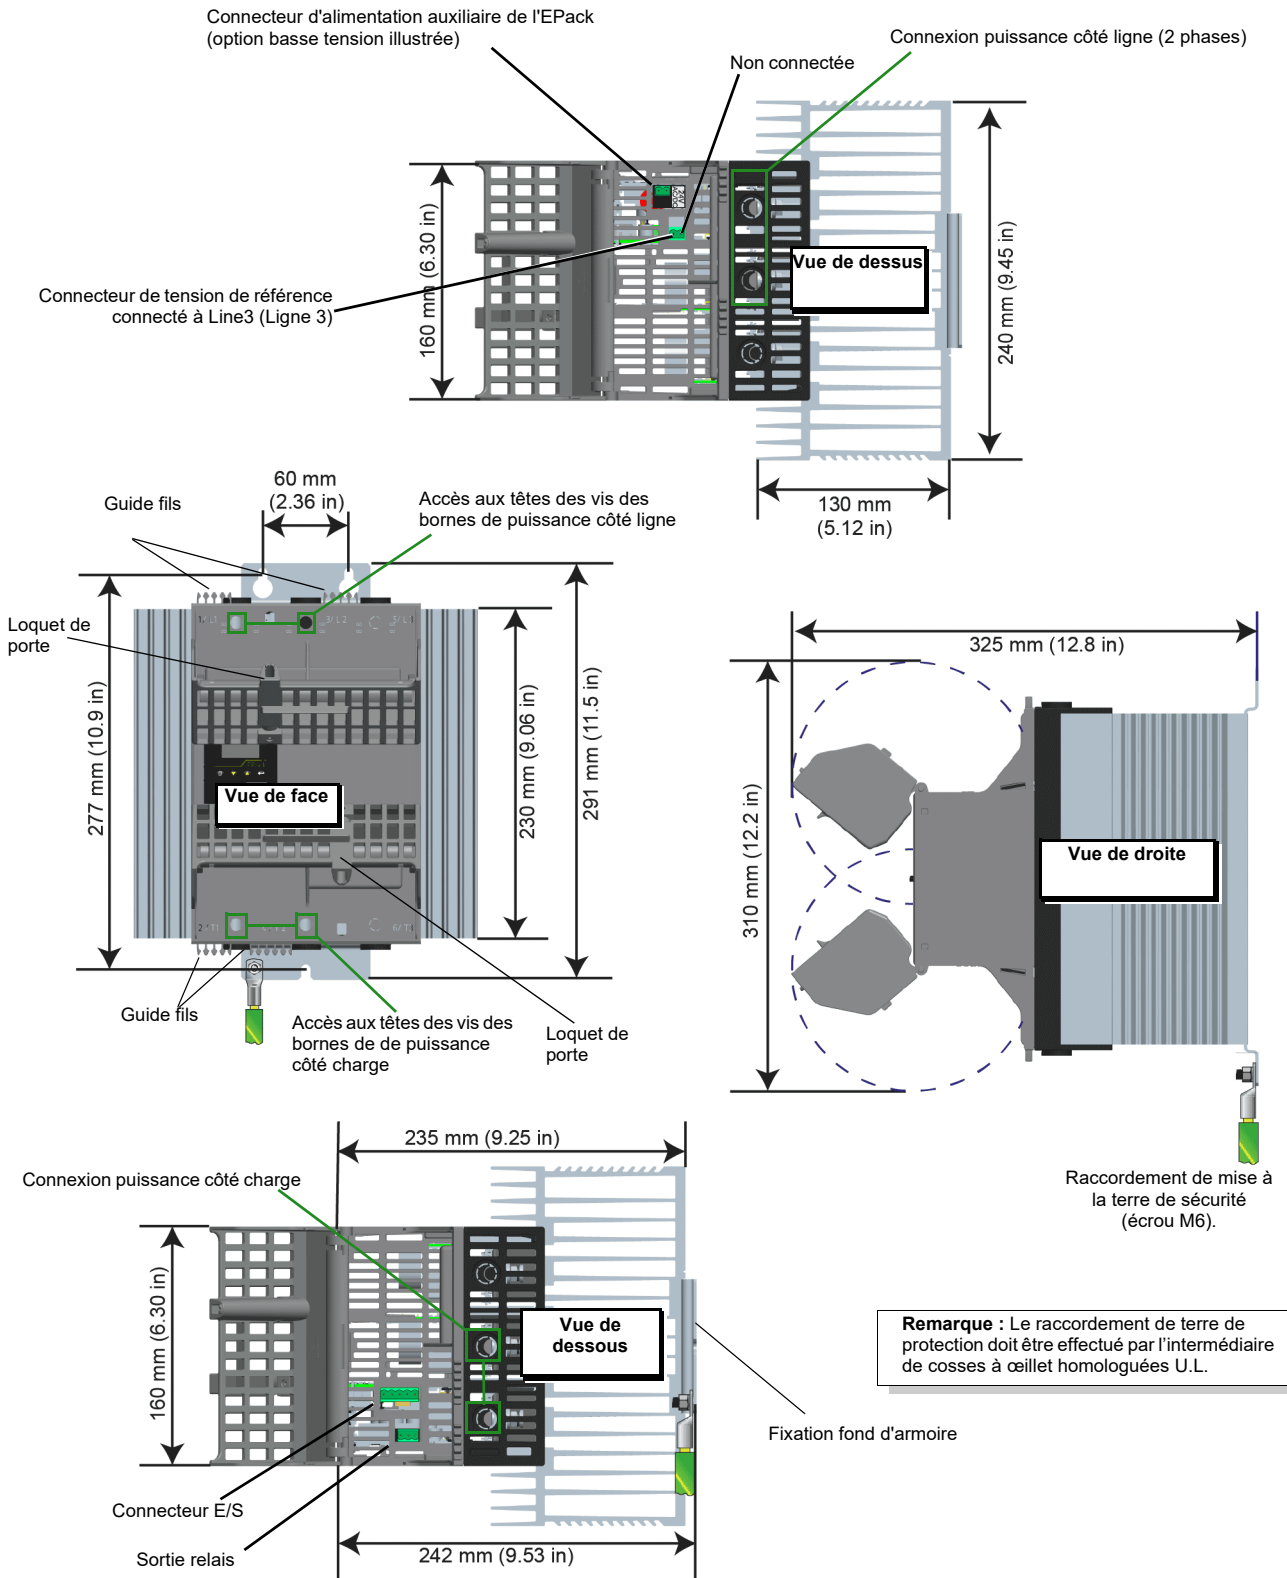 Connecteur d'alimentation auxiliaire de l'EPack
(option basse tension illustrée)
Connexion puissance côté ligne (2 phases)
Non connectée
160 mm (6.30 in)
Vue de dessus
240 mm (9.45 in)
Connecteur de tension de référence
connecté à Line3 (Ligne 3)
130 mm
(5.12 in)
60 mm
(2.36 in)
Guide fils
Accès aux têtes des vis des
bornes de puissance côté ligne
Loquet de
porte
277 mm (10.9 in)
Vue de face
230 mm (9.06 in)
291 mm (11.5 in)
Guide fils
Accès aux têtes des vis des
bornes de de puissance
côté charge
Loquet de
porte
325 mm (12.8 in)
310 mm (12.2 in)
Vue de droite
Raccordement de mise à
la terre de sécurité
(écrou M6).
235 mm (9.25 in)
Connexion puissance côté charge
160 mm (6.30 in)
Vue de
dessous
Remarque : Le raccordement de terre de
protection doit être effectué par l'intermédiaire
de cosses à œillet homologuées U.L.
Fixation fond d'armoire
Connecteur E/S
Sortie relais
242 mm (9.53 in)